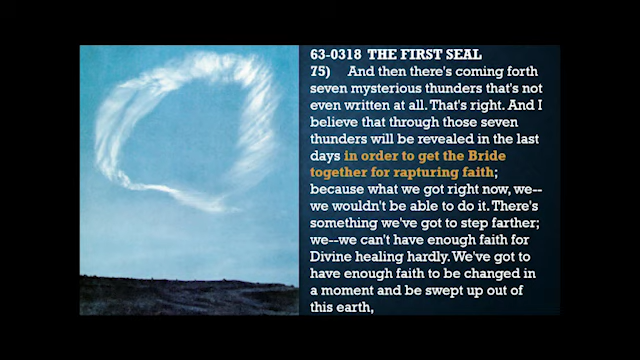 63-0318 THE FIRST SEAL
75) And then there's coming forth
seven mysterious thunders that's not
even written at all. That's right. And I
believe that through those seven
thunders will be revealed in the last
days in order to get the Bride
together for rapturing faith;
because what we got right now, we--
we wouldn't be able to do it. There's
something we've got to step farther;
we--we can't have enough faith for
Divine healing hardly. We've got to
have enough faith to be changed in
a moment and be swept up out of
this earth,